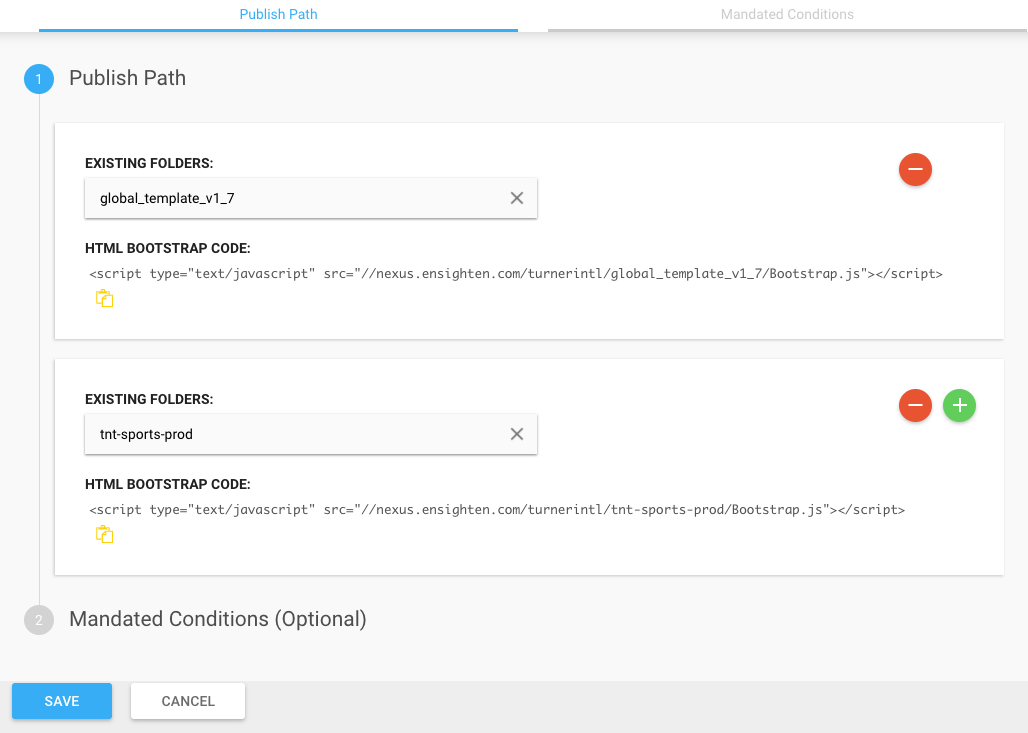 Publish Path
Mandated Conditions
1
Publish Path
EXISTING FOLDERS:
global_template_v1_7
HTML BOOTSTRAP CODE:
<script type="text/javascript" src="//nexus.ensighten.com/turnerintl/global_template_v1_7/Bootstrap.js"></script>
EXISTING FOLDERS:
tnt-sports-prod
HTML BOOTSTRAP CODE:
<script type="text/javascript" src="//nexus.ensighten.com/turnerintl/tnt-sports-prod/Bootstrap.js"></script>
2
Mandated Conditions (Optional)
SAVE
CANCEL